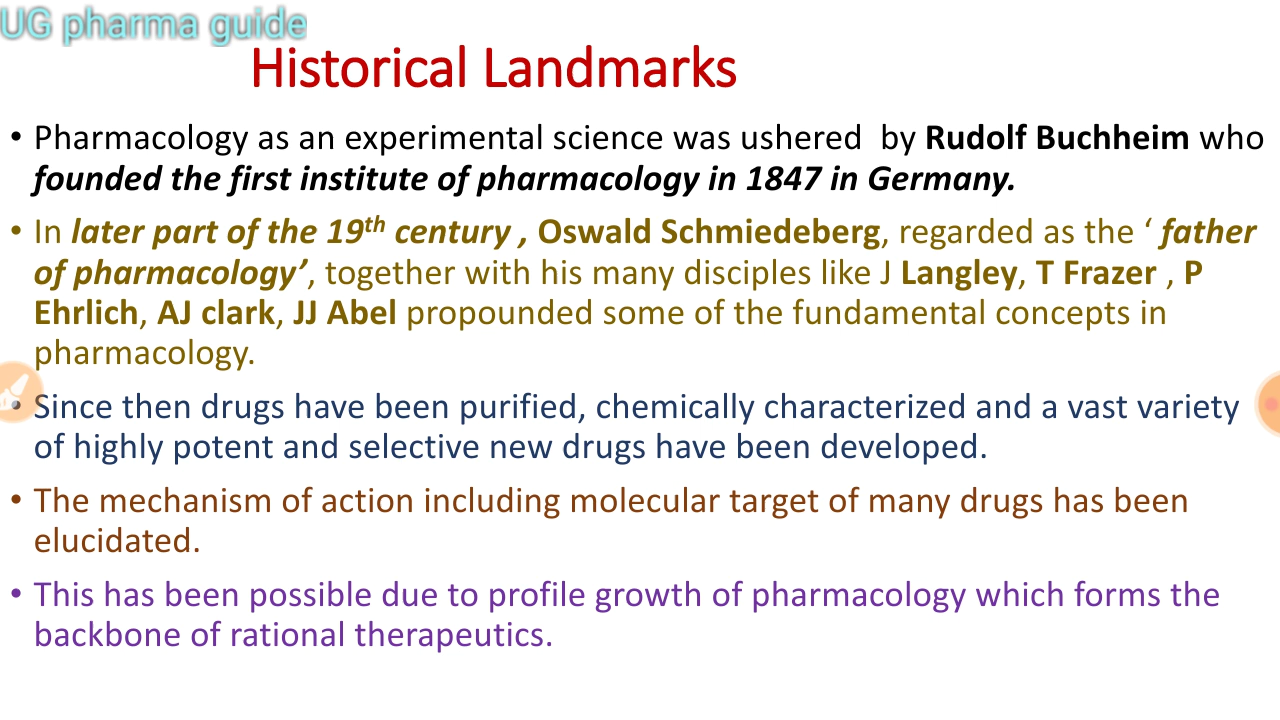 UG pharma guide
Historical Landmarks
• Pharmacology as an experimental science was ushered  by Rudolf Buchheim who
founded the first institute of pharmacology in 1847 in Germany.
• In later part of the 19th century , Oswald Schmiedeberg, regarded as the ‘ father
of pharmacology’, together with his many disciples like J Langley, T Frazer , P
Ehrlich, AJ clark, JJ Abel propounded some of the fundamental concepts in
pharmacology.
• Since then drugs have been purified, chemically characterized and a vast variety
of highly potent and selective new drugs have been developed.
• The mechanism of action including molecular target of many drugs has been
elucidated.
• This has been possible due to profile growth of pharmacology which forms the
backbone of rational therapeutics.